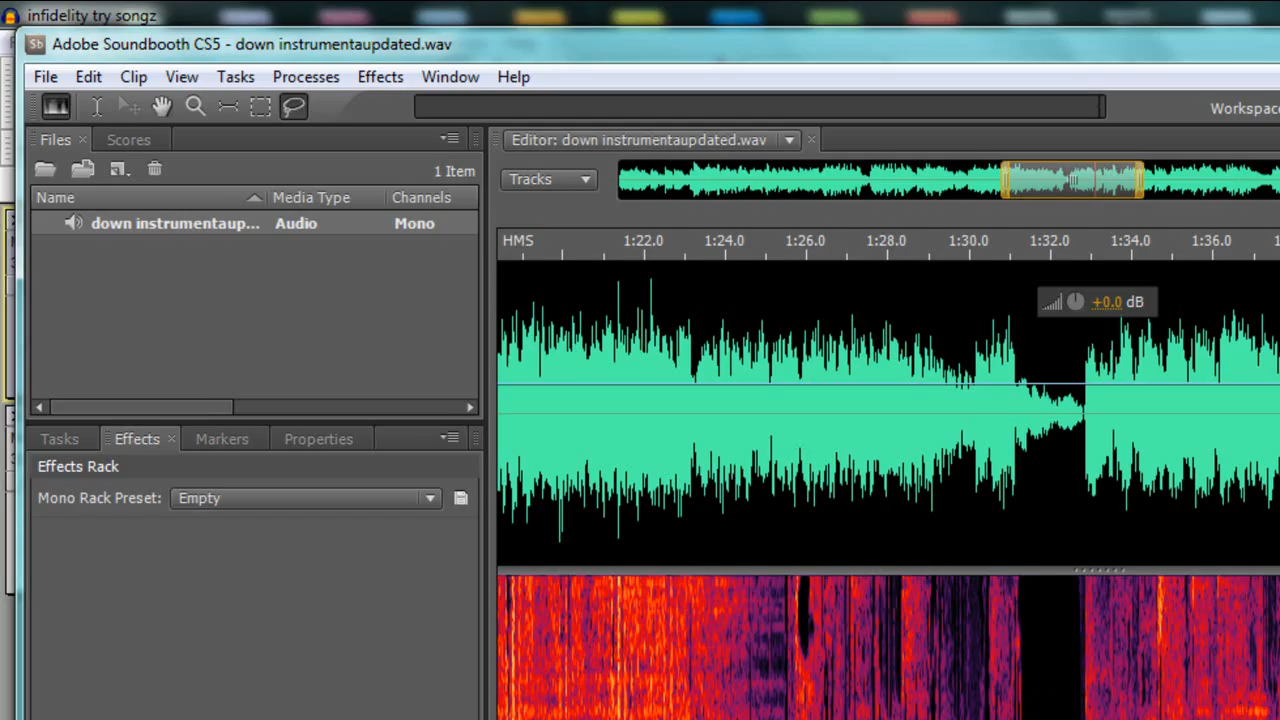 infidelity try songz
Sb Adobe Soundbooth CS5 - down instrumentaupdated.wav
File Edit Clip View Tasks Processes Effects Window Help
Workspac
Files Scores
Editor: down instrumentaupdated.wav
1 Item
Tracks
Name Media Type Channels
down instrumentaup... Audio Mono
HMS 1:22.0 1:24.0 1:26.0 1:28.0 1:30.0 1:32.0 1:34.0 1:36.0
+0.0 dB
Tasks Effects Markers Properties
Effects Rack
Mono Rack Preset: Empty